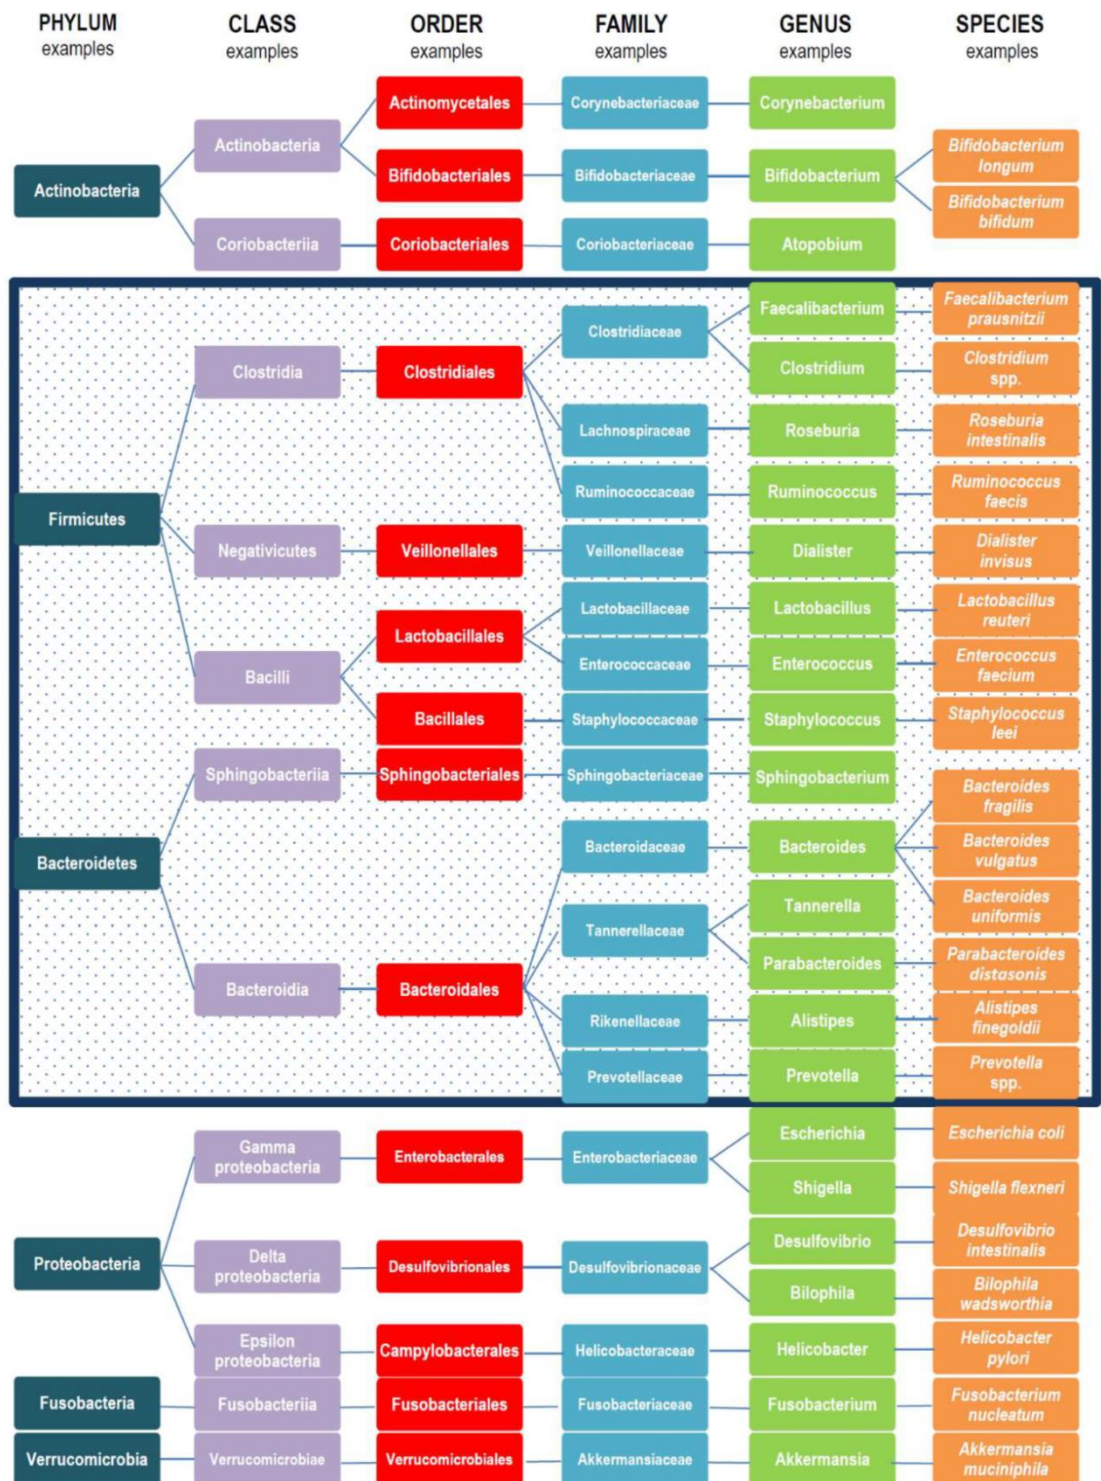 PHYLUM
examples
CLASS
examples
ORDER
examples
FAMILY
examples
GENUS
examples
SPECIES
examples
Actinobacteria
Actinobacteria
Actinomycetales
Corynebacteriaceae
Corynebacterium
Bifidobacteriales
Bifidobacteriaceae
Bifidobacterium
Bifidobacterium
longum
Bifidobacterium
bifidum
Coriobacteriia
Coriobacteriales
Coriobacteriaceae
Atopobium
Firmicutes
Clostridia
Clostridiales
Clostridiaceae
Faecalibacterium
Faecalibacterium
prausnitzii
Clostridium
Clostridium
spp.
Lachnospiraceae
Roseburia
Roseburia
intestinalis
Ruminococcaceae
Ruminococcus
Ruminococcus
faecis
Negativicutes
Veillonellales
Veillonellaceae
Dialister
Dialister
invisus
Bacilli
Lactobacillales
Lactobacillaceae
Lactobacillus
Lactobacillus
reuteri
Enterococcaceae
Enterococcus
Enterococcus
faecium
Bacillales
Staphylococcaceae
Staphylococcus
Staphylococcus
leei
Bacteroidetes
Sphingobacteriia
Sphingobacteriales
Sphingobacteriaceae
Sphingobacterium
Bacteroidia
Bacteroidales
Bacteroidaceae
Bacteroides
Bacteroides
fragilis
Bacteroides
vulgatus
Bacteroides
uniformis
Tannerellaceae
Tannerella
Parabacteroides
Parabacteroides
distasonis
Rikenellaceae
Alistipes
Alistipes
finegoldii
Prevotellaceae
Prevotella
Prevotella
spp.
Proteobacteria
Gamma
proteobacteria
Enterobacterales
Enterobacteriaceae
Escherichia
Escherichia coli
Shigella
Shigella flexneri
Delta
proteobacteria
Desulfovibrionales
Desulfovibrionaceae
Desulfovibrio
Desulfovibrio
intestinalis
Bilophila
Bilophila
wadsworthia
Epsilon
proteobacteria
Campylobacterales
Helicobacteraceae
Helicobacter
Helicobacter
pylori
Fusobacteria
Fusobacteriia
Fusobacteriales
Fusobacteriaceae
Fusobacterium
Fusobacterium
nucleatum
Verrucomicrobia
Verrucomicrobiae
Verrucomicrobiales
Akkermansiaceae
Akkermansia
Akkermansia
muciniphila